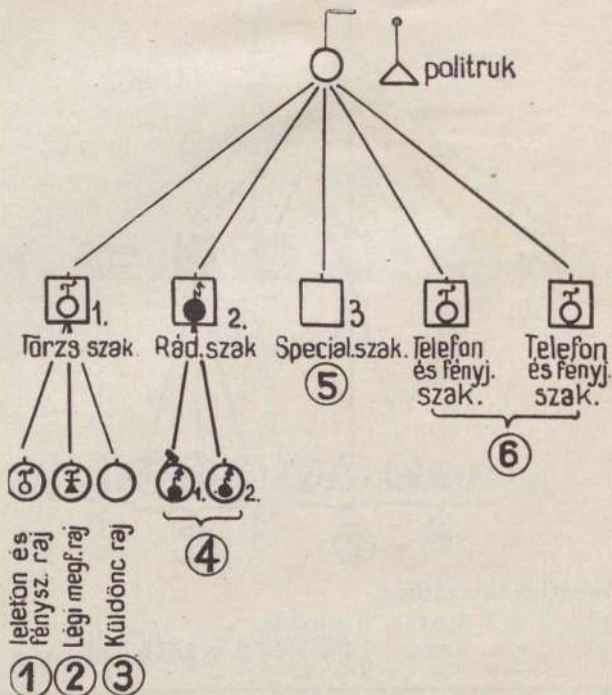 politruk
1.
2.
3
Törzs szak.
Rád.szak
Special.szak.
Telefon
és fényj.
szak.
Telefon
és fényj.
szak.
5
6
1.
2.
4
Telefon és
fénysz. raj
Légi megf. raj
Küldönc raj
1
2
3